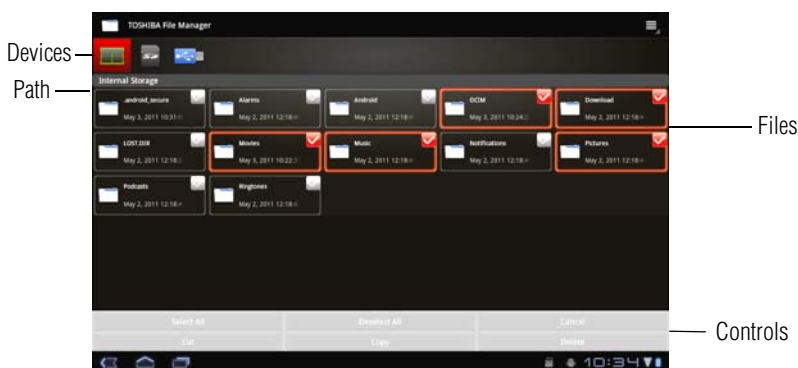 TOSHIBA File Manager
Devices
Path
Internal Storage
.android_secure
May 3, 2011 10:31
Alarms
May 2, 2011 12:18
Android
May 2, 2011 12:18
DCIM
May 3, 2011 10:24
Download
May 2, 2011 12:18
Files
LOST.DIR
May 2, 2011 12:18
Movies
May 3, 2011 10:22
Music
May 2, 2011 12:18
Notifications
May 2, 2011 12:18
Pictures
May 2, 2011 12:18
Podcasts
May 2, 2011 12:18
Ringtones
May 2, 2011 12:18
Select All
Deselect All
Cancel
Cut
Copy
Delete
Controls
10:34